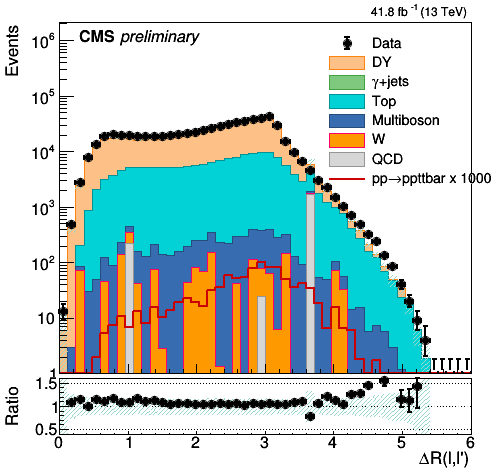 41.8 fb⁻¹ (13 TeV)
Events
CMS preliminary
Data
DY
γ+jets
Top
Multiboson
W
QCD
pp→ppttbar x 1000
10⁶
10⁵
10⁴
10³
10²
10
1
Ratio
1.5
1
0.5
0 1 2 3 4 5 6
ΔR(l,l')